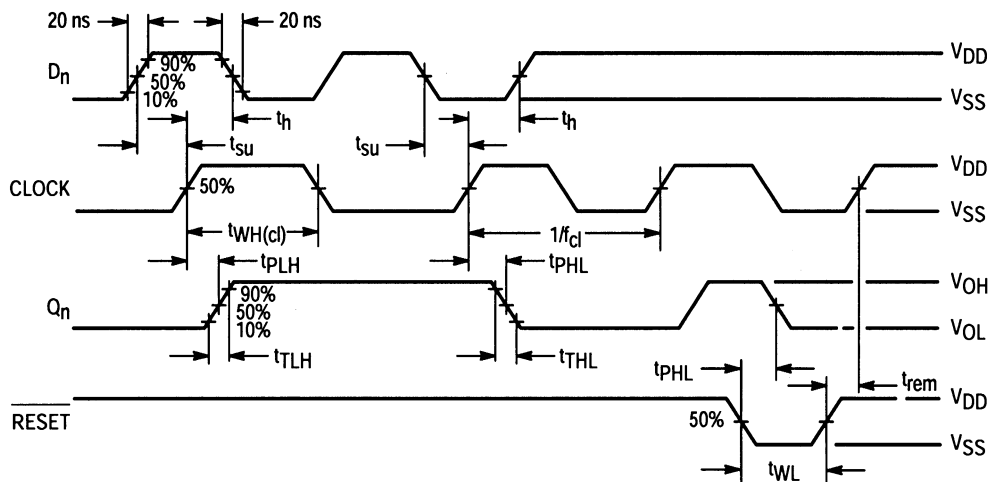 20 ns 20 ns
Dn 90% 50% 10% VDD VSS
th th
tsu tsu
CLOCK 50% VDD VSS
tWH(cl) 1/fcl
tPLH tPHL
Qn 90% 50% 10% VOH VOL
tTLH tTHL
tPHL trem
RESET 50% VDD VSS
tWL